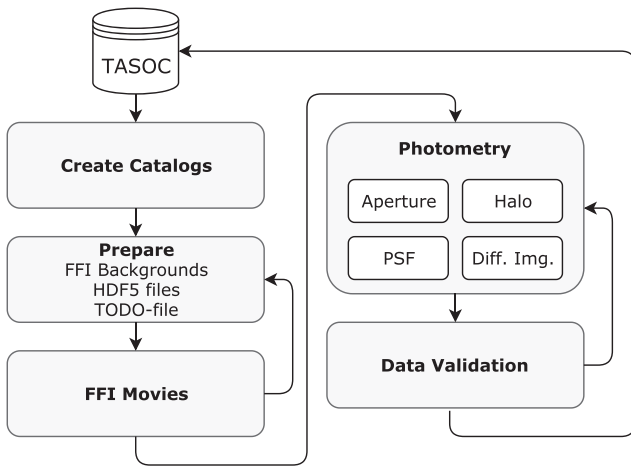 TASOC
Create Catalogs
Prepare
FFI Backgrounds
HDF5 files
TODO-file
FFI Movies
Photometry
Aperture
Halo
PSF
Diff. Img.
Data Validation